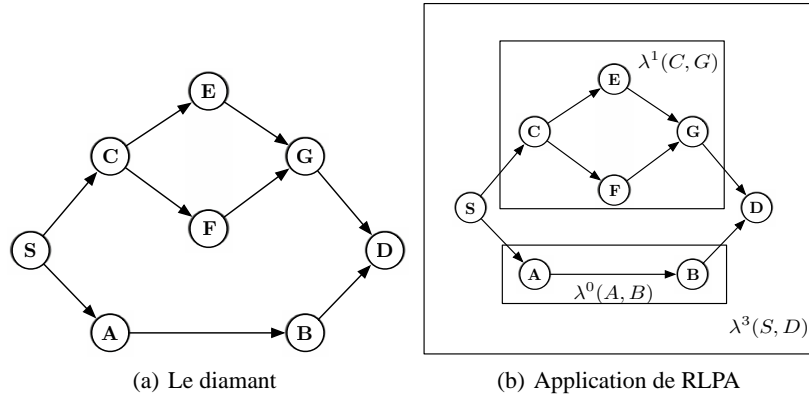 E
C
G
F
S
D
A
B
(a) Le diamant
λ¹(C, G)
E
C
G
F
S
D
A
B
λ⁰(A, B)
λ³(S, D)
(b) Application de RLPA